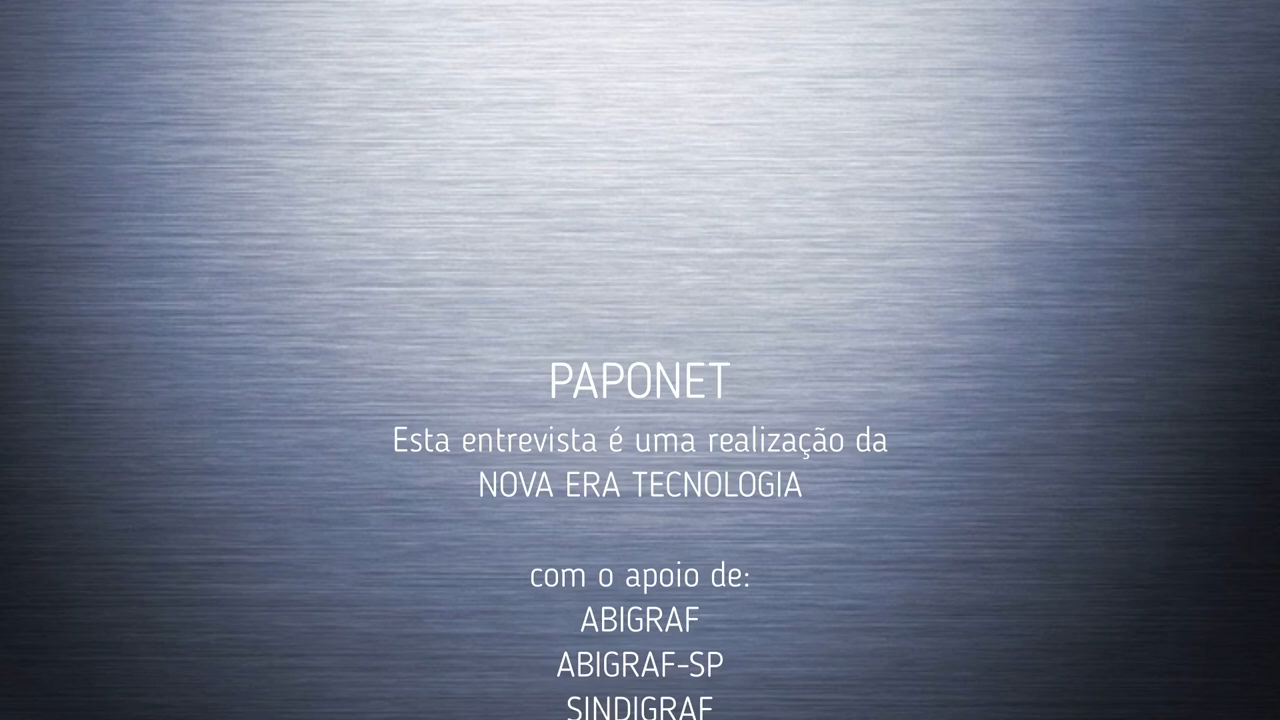 PAPONET
Esta entrevista é uma realização da
NOVA ERA TECNOLOGIA
com o apoio de:
ABIGRAF
ABIGRAF-SP
SINDIGRAF